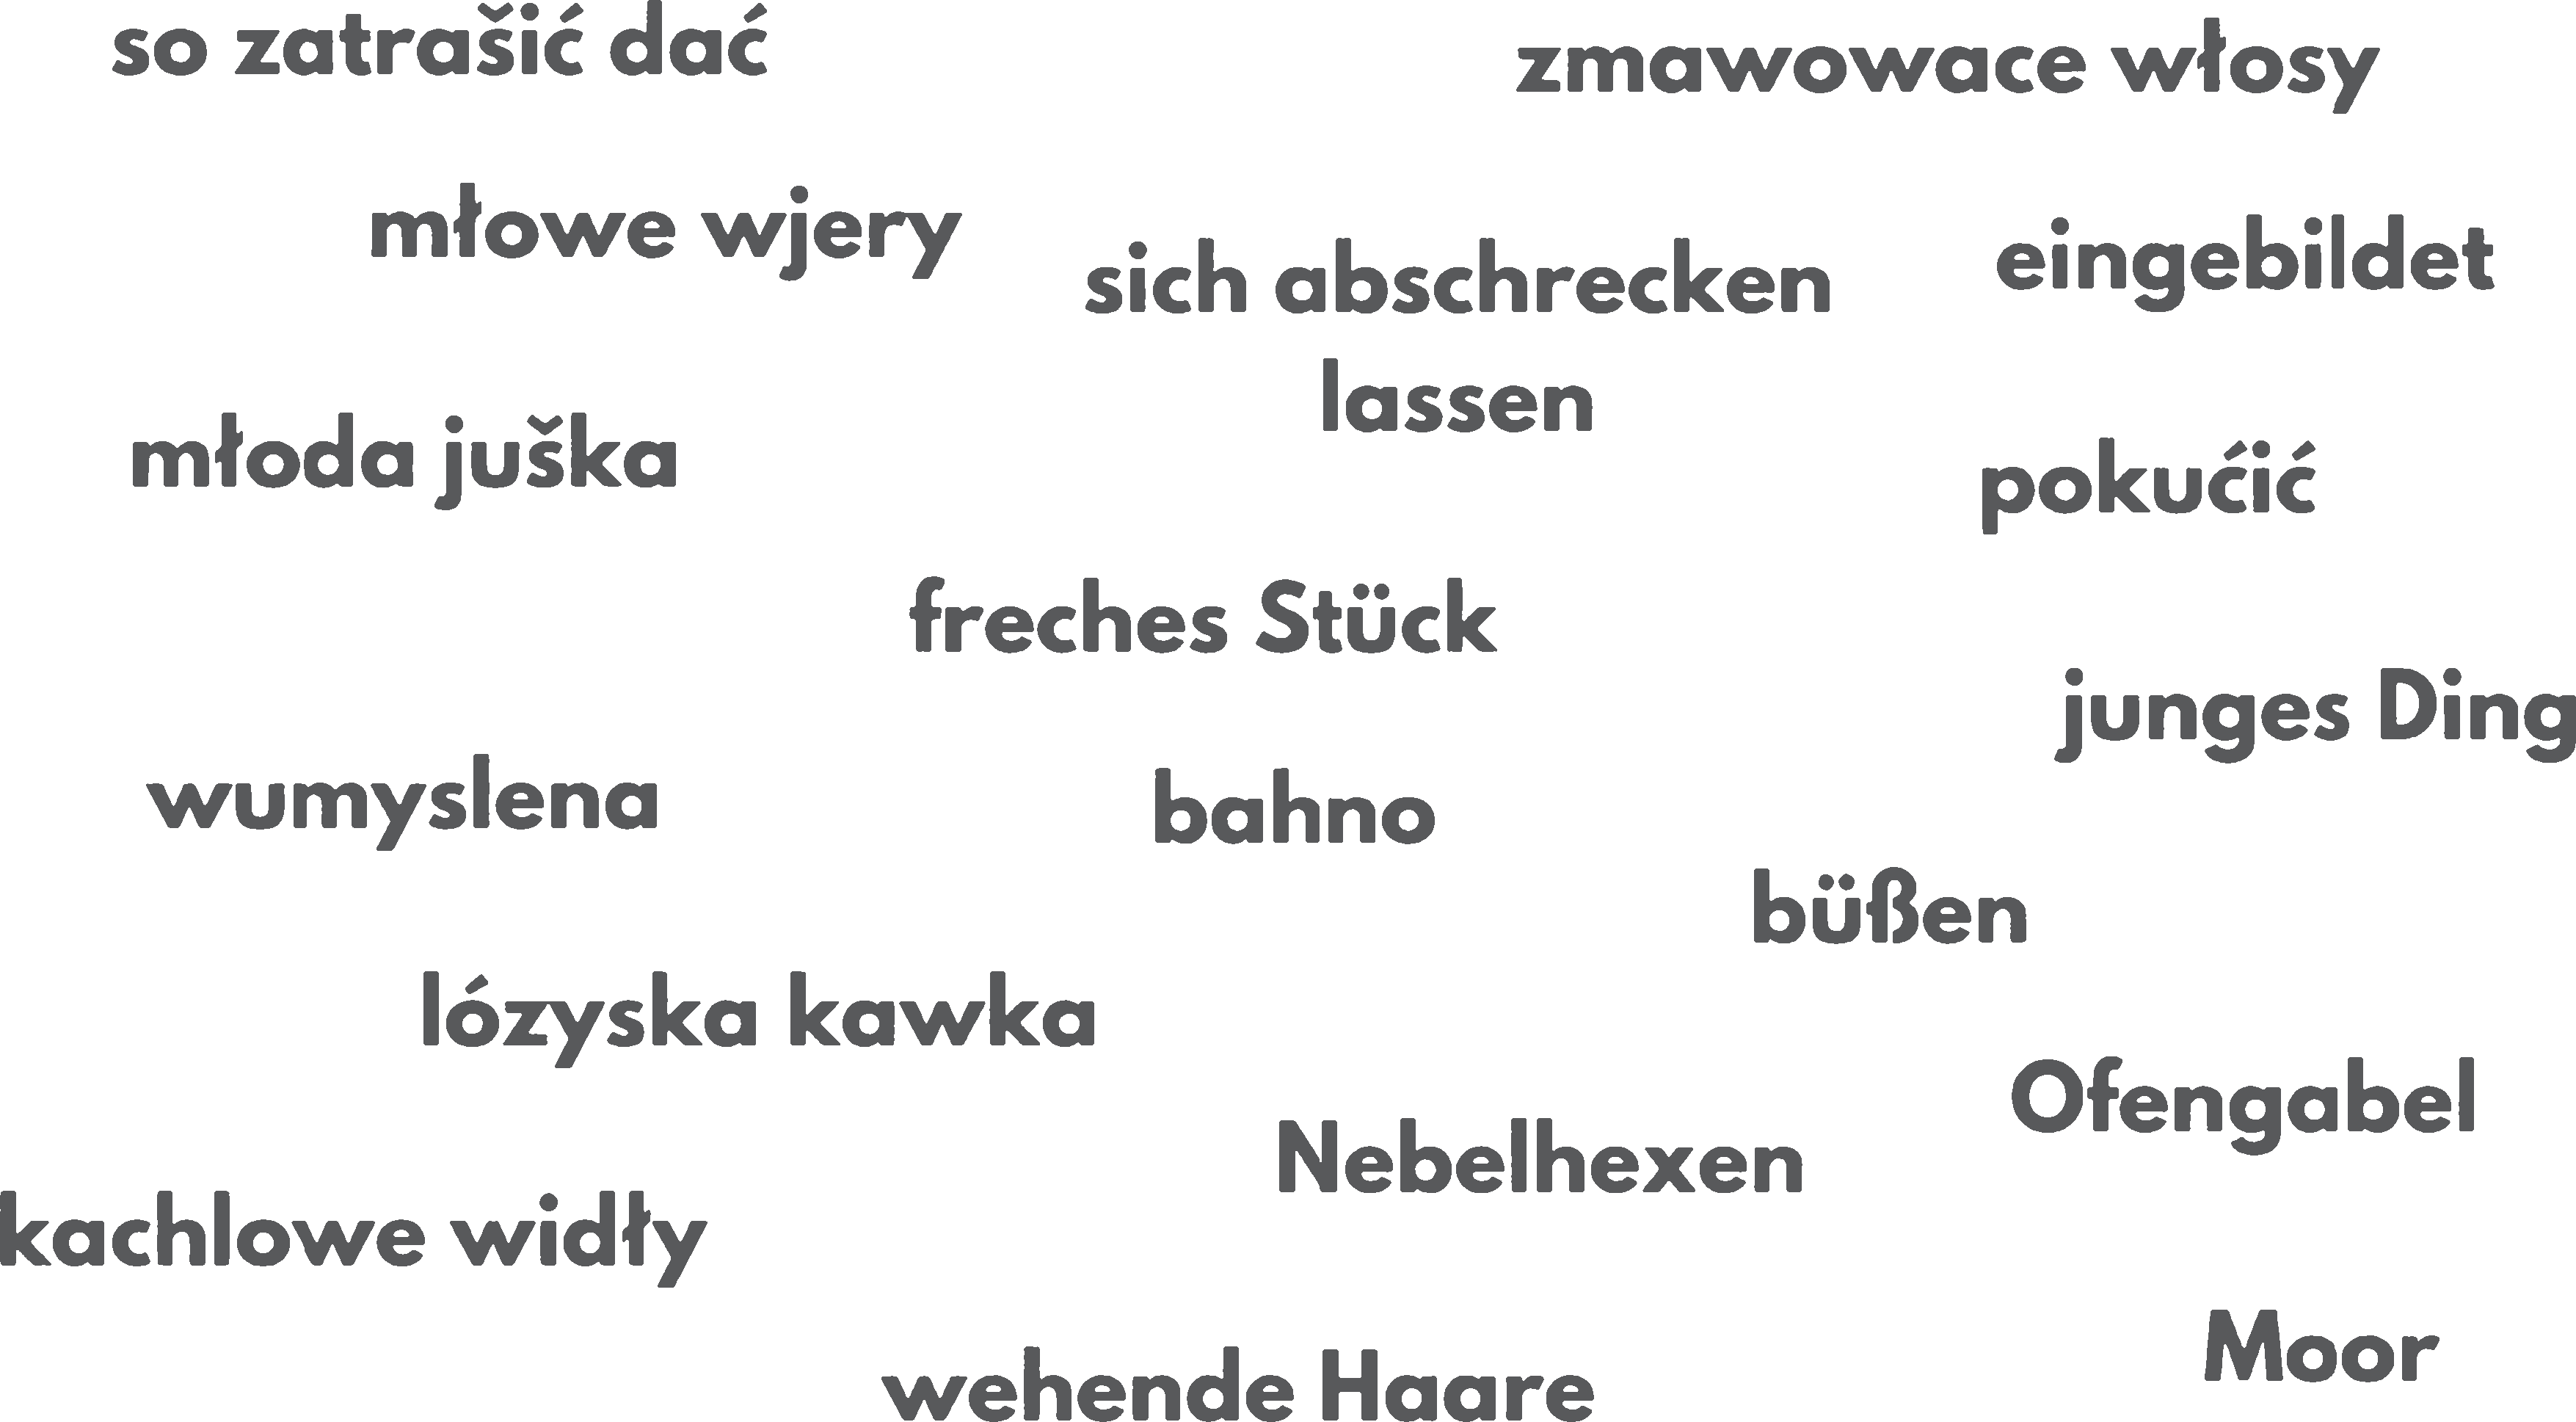 so zatrašić dać
zmawowace włosy
młowe wjery
eingebildet
sich abschrecken
lassen
młoda juška
pokućić
freches Stück
junges Ding
wumyslena
bahno
büßen
lózyska kawka
Ofengabel
Nebelhexen
kachlowe widły
Moor
wehende Haare